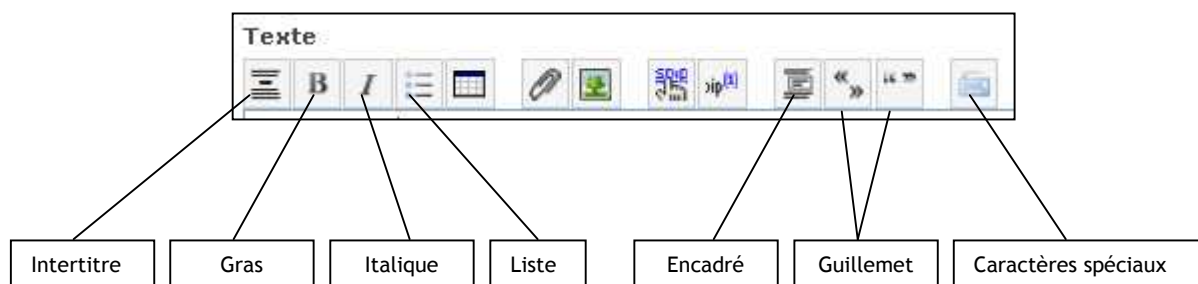 Texte
B I « » “ ”
Intertitre Gras Italique Liste Encadré Guillemet Caractères spéciaux